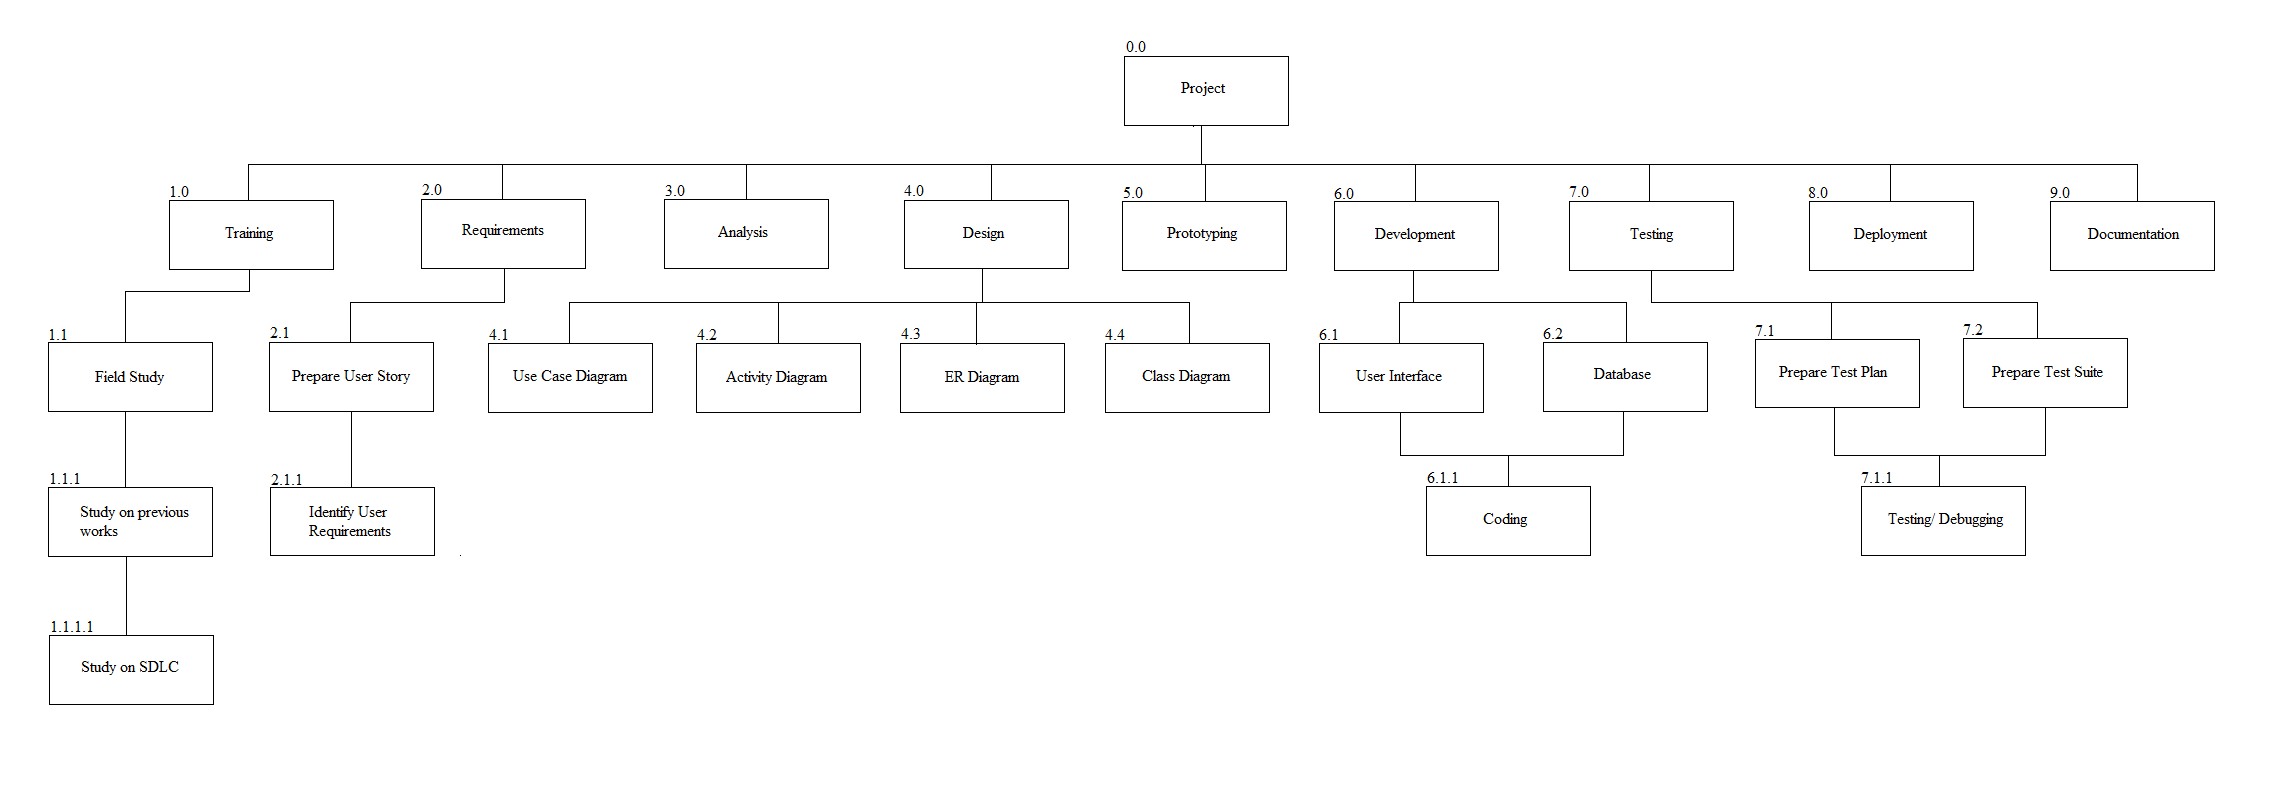 0.0
Project
1.0
Training
2.0
Requirements
3.0
Analysis
4.0
Design
5.0
Prototyping
6.0
Development
7.0
Testing
8.0
Deployment
9.0
Documentation
1.1
Field Study
2.1
Prepare User Story
4.1
Use Case Diagram
4.2
Activity Diagram
4.3
ER Diagram
4.4
Class Diagram
6.1
User Interface
6.2
Database
7.1
Prepare Test Plan
7.2
Prepare Test Suite
1.1.1
Study on previous
works
2.1.1
Identify User
Requirements
6.1.1
Coding
7.1.1
Testing/ Debugging
1.1.1.1
Study on SDLC